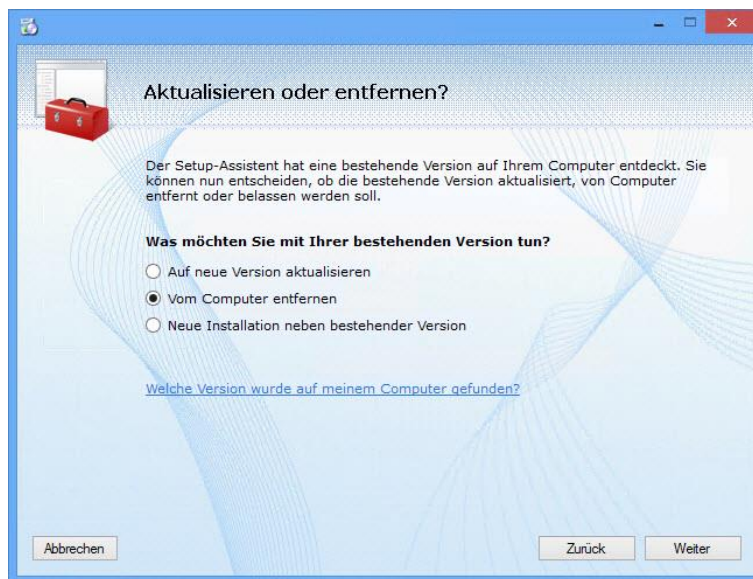 Aktualisieren oder entfernen?
Der Setup-Assistent hat eine bestehende Version auf Ihrem Computer entdeckt. Sie
können nun entscheiden, ob die bestehende Version aktualisiert, von Computer
entfernt oder belassen werden soll.
Was möchten Sie mit Ihrer bestehenden Version tun?
Auf neue Version aktualisieren
Vom Computer entfernen
Neue Installation neben bestehender Version
Welche Version wurde auf meinem Computer gefunden?
Abbrechen
Zurück
Weiter